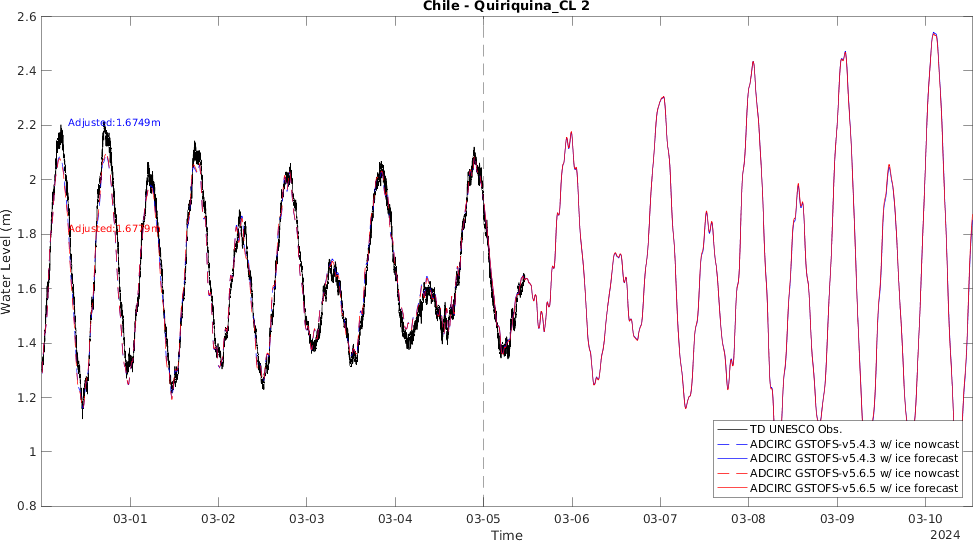 Chile - Quiriquina_CL 2
Water Level (m)
2.6
2.4
2.2
2
1.8
1.6
1.4
1.2
1
0.8
Adjusted:1.6749m
Adjusted:1.6779m
TD UNESCO Obs.
ADCIRC GSTOFS-v5.4.3 w/ ice nowcast
ADCIRC GSTOFS-v5.4.3 w/ ice forecast
ADCIRC GSTOFS-v5.6.5 w/ ice nowcast
ADCIRC GSTOFS-v5.6.5 w/ ice forecast
03-01 03-02 03-03 03-04 03-05 03-06 03-07 03-08 03-09 03-10
2024
Time